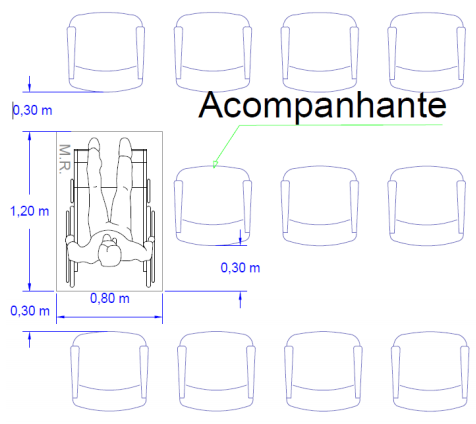 Acompanhante
0,30 m
M.R.
1,20 m
0,30 m
0,80 m
0,30 m